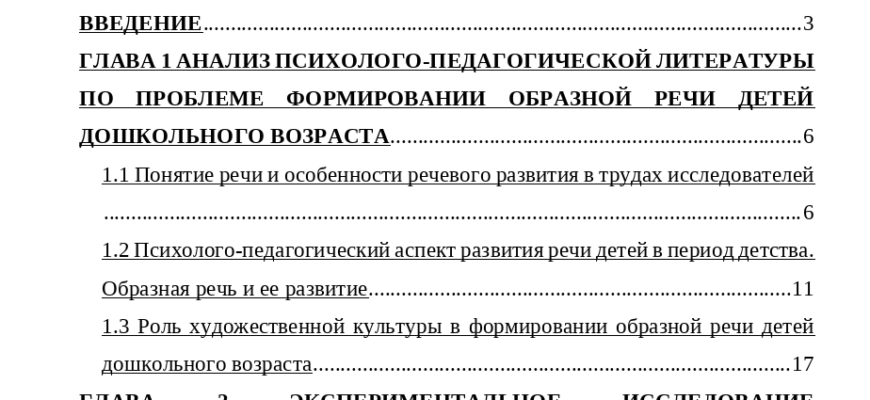 ВВЕДЕНИЕ..........................................................................................................3
ГЛАВА 1 АНАЛИЗ ПСИХОЛОГО-ПЕДАГОГИЧЕСКОЙ ЛИТЕРАТУРЫ
ПО ПРОБЛЕМЕ ФОРМИРОВАНИИ ОБРАЗНОЙ РЕЧИ ДЕТЕЙ
ДОШКОЛЬНОГО ВОЗРАСТА.........................................................................6
1.1 Понятие речи и особенности речевого развития в трудах исследователей
............................................................................................................................6
1.2 Психолого-педагогический аспект развития речи детей в период детства.
Образная речь и ее развитие...........................................................................11
1.3 Роль художественной культуры в формировании образной речи детей
дошкольного возраста.....................................................................................17
ГЛАВА 2 ЭКСПЕРИМЕНТАЛЬНОЕ ИССЛЕДОВАНИЕ